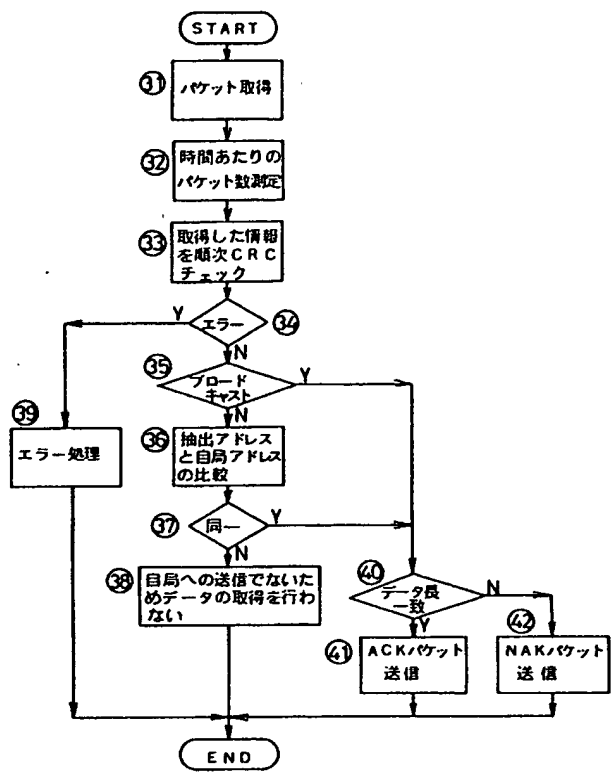 START
31
パケット取得
32
時間あたりの
パケット数測定
33
取得した情報
を順次CRC
チェック
Y
エラー
34
N
35
ブロード
キャスト
Y
N
39
エラー処理
36
抽出アドレス
と自局アドレス
の比較
37
同一
Y
N
38
自局への送信でないた
めデータの取得を行わ
ない
40
データ長
一致
N
Y
41
ACKパケット
送信
42
NAKパケット
送信
END